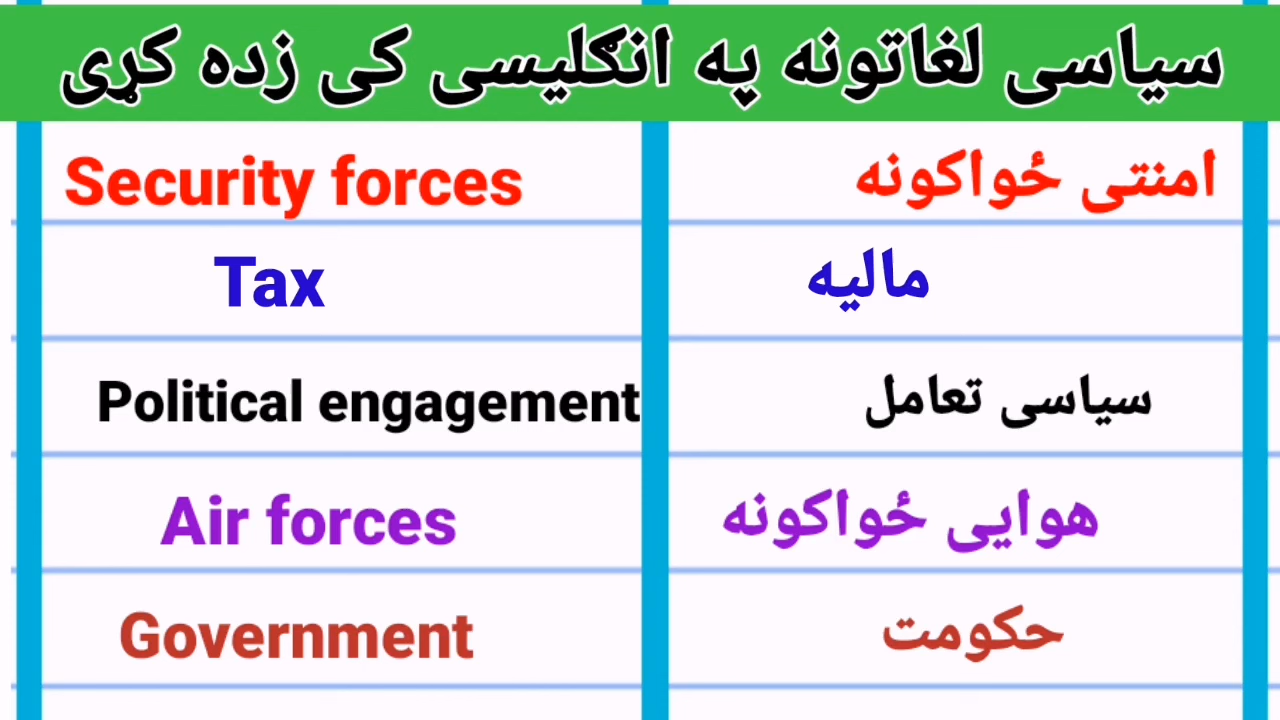 سیاسی لغاتونه په انګلیسی کی زده کړی
Security forces امنتی ځواکونه
Tax مالیه
Political engagement سیاسی تعامل
Air forces هوایی ځواکونه
Government حکومت